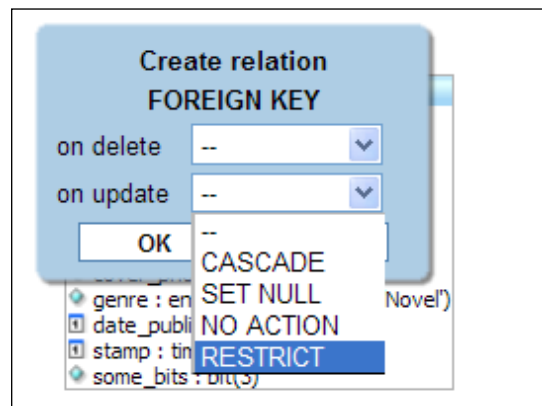 Create relation
FOREIGN KEY
on delete --
on update --
OK
--
CASCADE
SET NULL
NO ACTION
RESTRICT
genre : en Novel')
date_publi
stamp : tim
some_bits : bit(3)